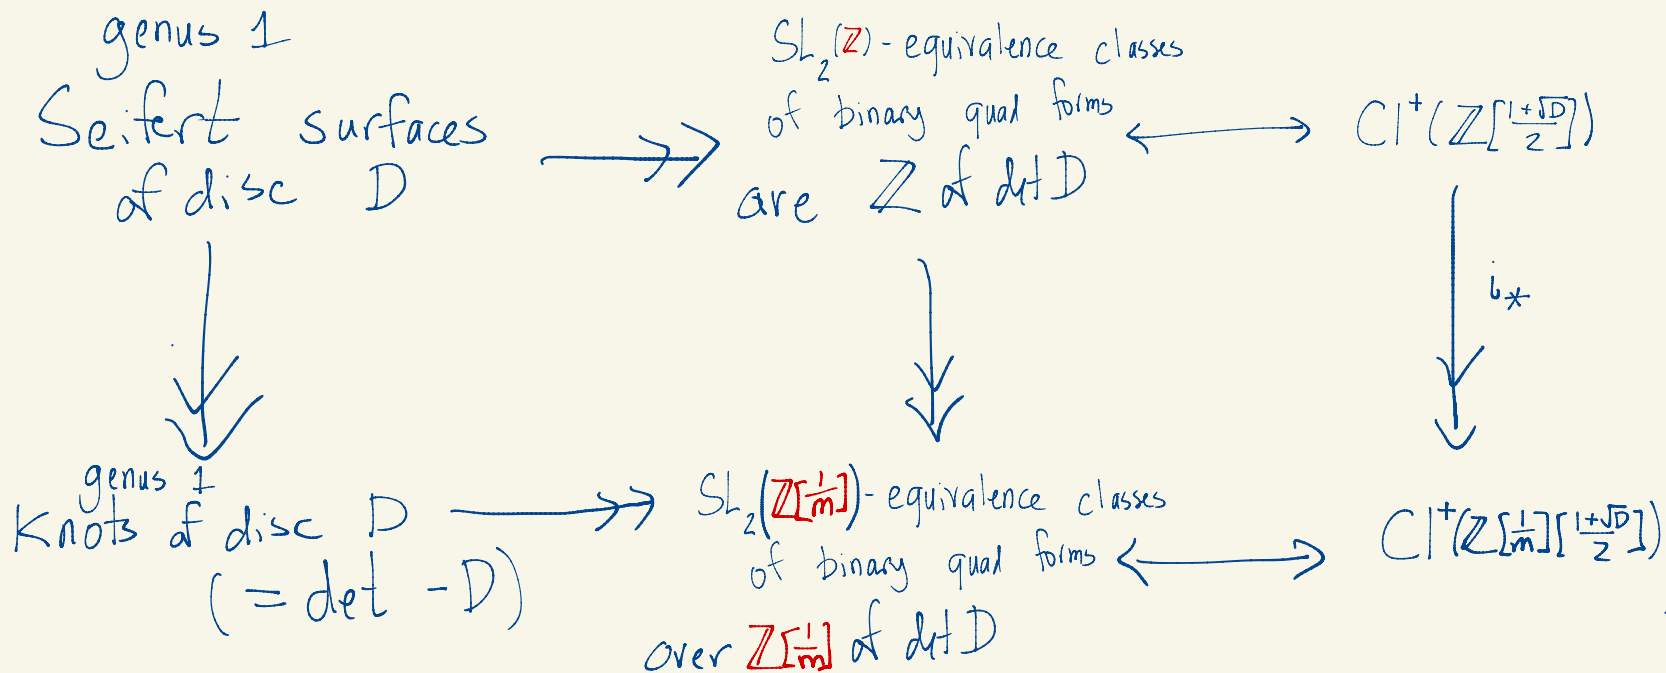 genus 1
Seifert surfaces
of disc D
SL₂(ℤ)-equivalence classes
of binary quad forms
are ℤ of det D
Cl⁺(ℤ[(1+√D)/2])
i_*
genus 1
Knots of disc D
(= det -D)
SL₂(ℤ[1/m])-equivalence classes
of binary quad forms
over ℤ[1/m] of det D
Cl⁺(ℤ[1/m][(1+√D)/2])